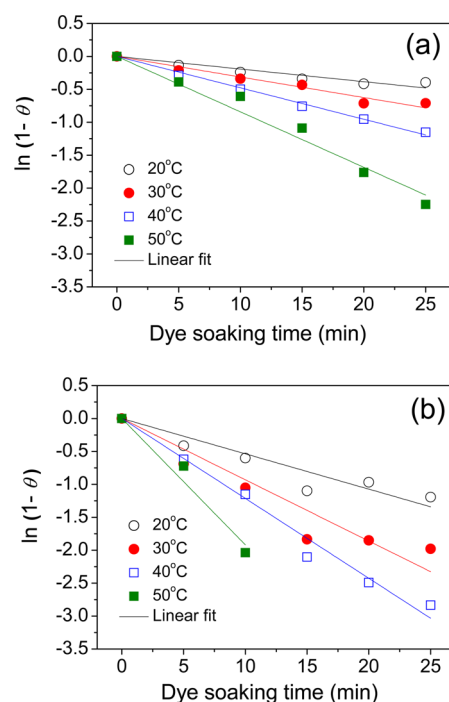 (a)
0.5
0.0
-0.5
-1.0
-1.5
-2.0
-2.5
-3.0
-3.5
ln (1- θ)
20°C
30°C
40°C
50°C
Linear fit
0 5 10 15 20 25
Dye soaking time (min)
(b)
0.5
0.0
-0.5
-1.0
-1.5
-2.0
-2.5
-3.0
-3.5
ln (1- θ)
20°C
30°C
40°C
50°C
Linear fit
0 5 10 15 20 25
Dye soaking time (min)